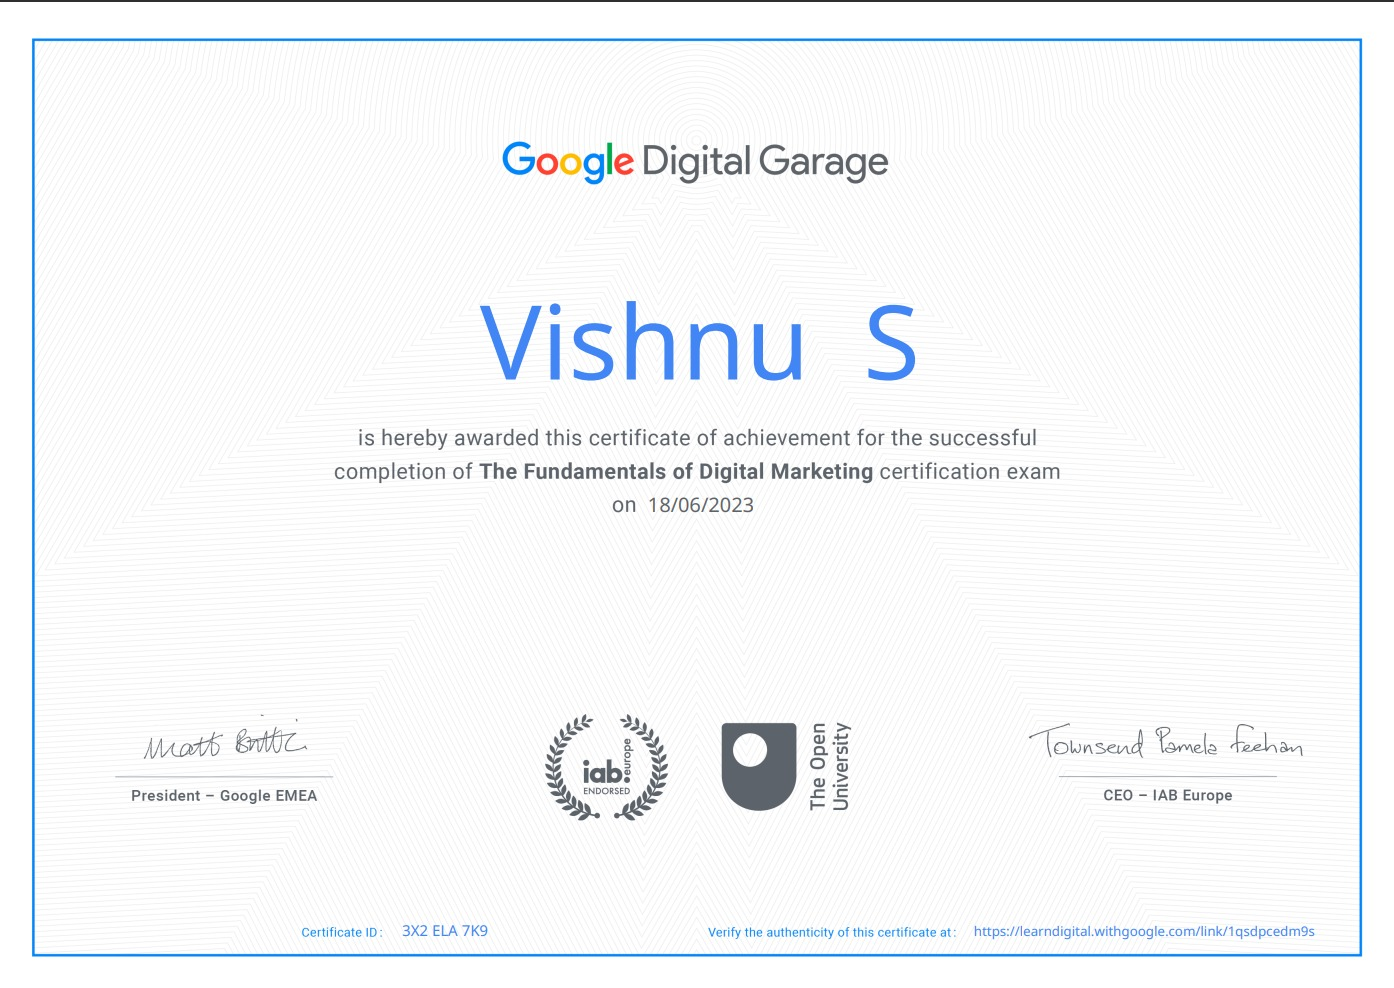 Google Digital Garage
Vishnu S
is hereby awarded this certificate of achievement for the successful
completion of The Fundamentals of Digital Marketing certification exam
on 18/06/2023
Matt Brittin
President – Google EMEA
iab.europe
ENDORSED
The Open
University
Townsend Pamela Feehan
CEO – IAB Europe
Certificate ID: 3X2 ELA 7K9
Verify the authenticity of this certificate at: https://learndigital.withgoogle.com/link/1qsdpcedm9s